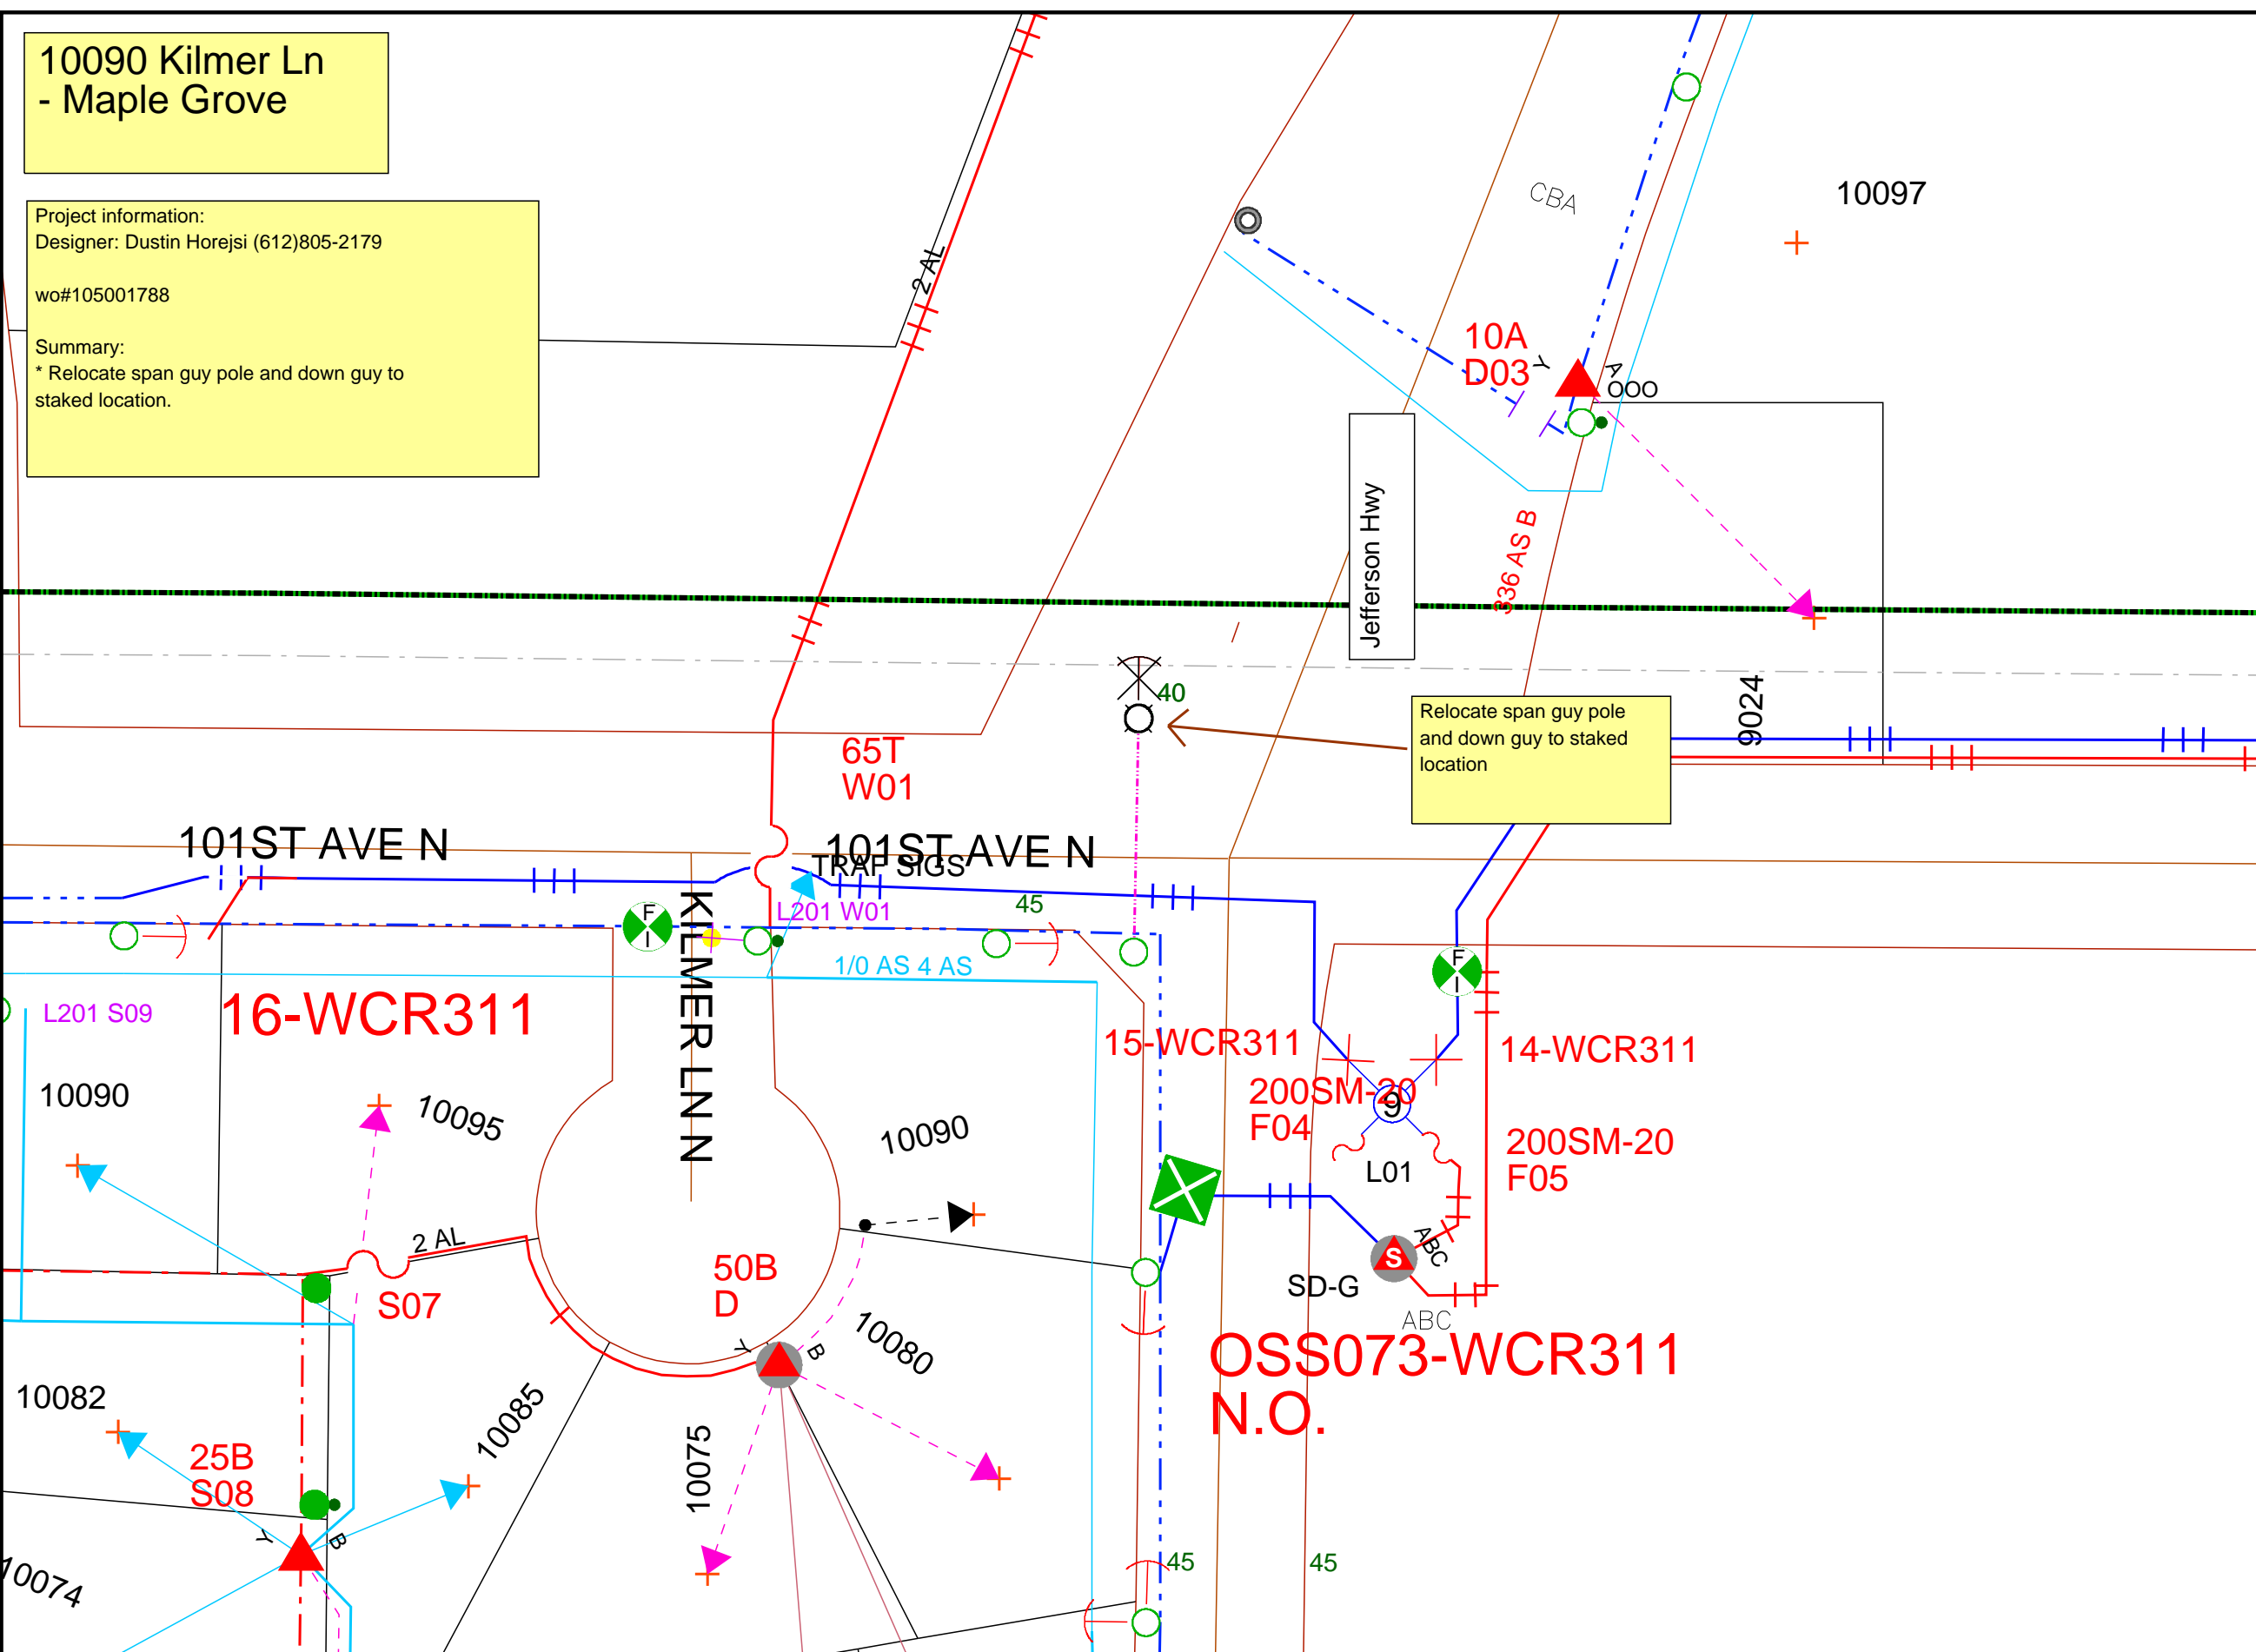 10090 Kilmer Ln
- Maple Grove
Project information:
Designer: Dustin Horejsi (612)805-2179
wo#105001788
Summary:
* Relocate span guy pole and down guy to
staked location.
2 AL
CBA
10097
10A
D03
Y
A
OOO
Jefferson Hwy
336 AS B
40
Relocate span guy pole
and down guy to staked
location
9024
65T
W01
101ST AVE N
101ST AVE N
TRAF SIGS
L201 W01
45
F
I
KILMER LN N
1/0 AS 4 AS
F
I
L201 S09
16-WCR311
15-WCR311
14-WCR311
10090
10095
10090
200SM-20
F04
9
200SM-20
F05
L01
2 AL
ABC
S
SD-G
ABC
S07
50B
D
Y
B
10080
OSS073-WCR311
N.O.
10082
10085
10075
25B
S08
Y
B
10074
45
45